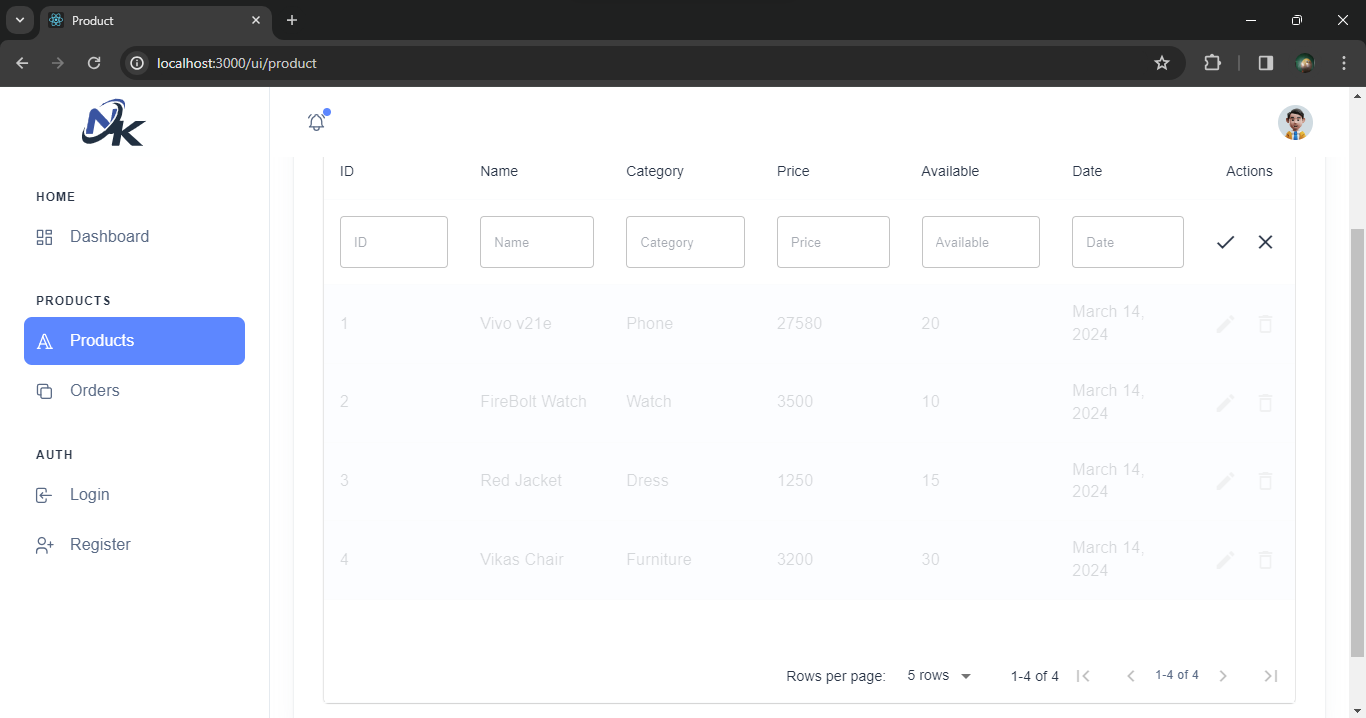 Product
localhost:3000/ui/product
NK
HOME
Dashboard
PRODUCTS
Products
Orders
AUTH
Login
Register
ID Name Category Price Available Date Actions
ID Name Category Price Available Date
1 Vivo v21e Phone 27580 20 March 14, 2024
2 FireBolt Watch Watch 3500 10 March 14, 2024
3 Red Jacket Dress 1250 15 March 14, 2024
4 Vikas Chair Furniture 3200 30 March 14, 2024
Rows per page: 5 rows 1-4 of 4 1-4 of 4